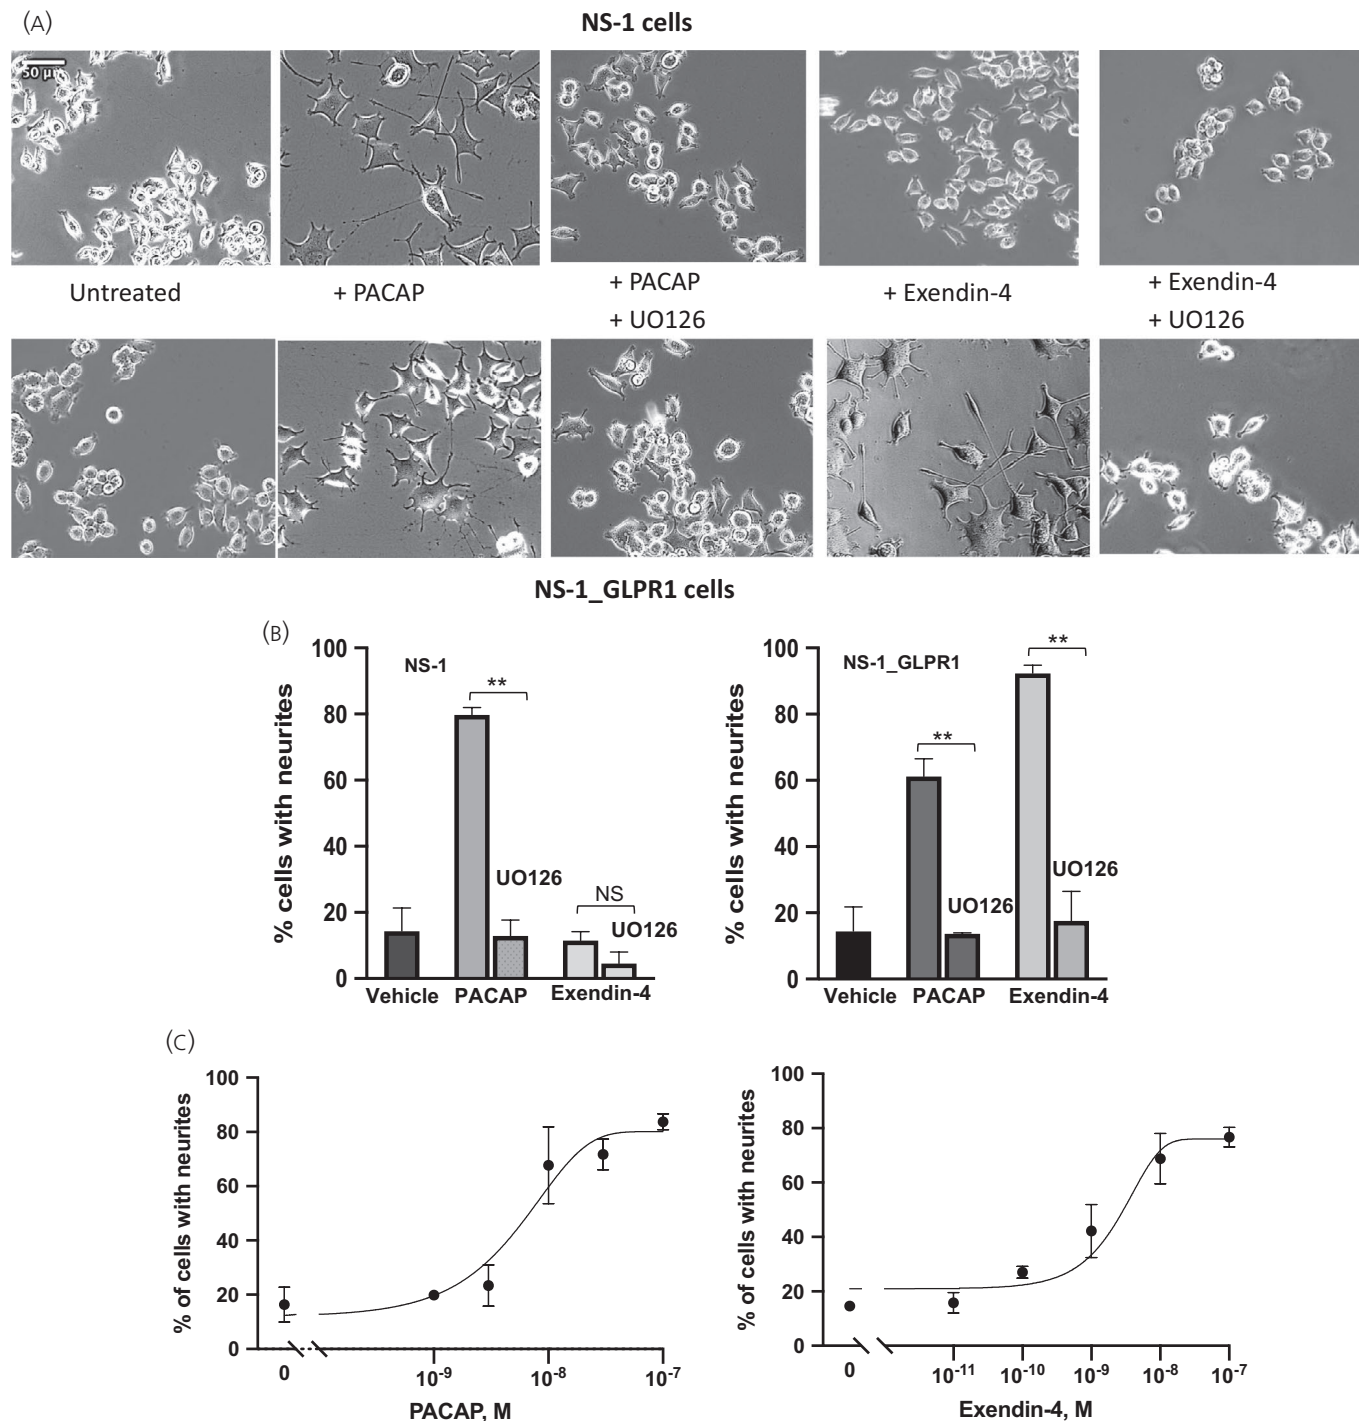 (A)
NS-1 cells
50 µm
Untreated
+ PACAP
+ PACAP
+ UO126
+ Exendin-4
+ Exendin-4
+ UO126
NS-1_GLPR1 cells
(B)
% cells with neurites
100
80
60
40
20
0
NS-1
**
UO126
NS
UO126
Vehicle
PACAP
Exendin-4
% cells with neurites
100
80
60
40
20
0
NS-1_GLPR1
**
UO126
**
UO126
Vehicle
PACAP
Exendin-4
(C)
% of cells with neurites
100
80
60
40
20
0
0
10-9
10-8
10-7
PACAP, M
% of cells with neurites
100
80
60
40
20
0
0
10-11
10-10
10-9
10-8
10-7
Exendin-4, M